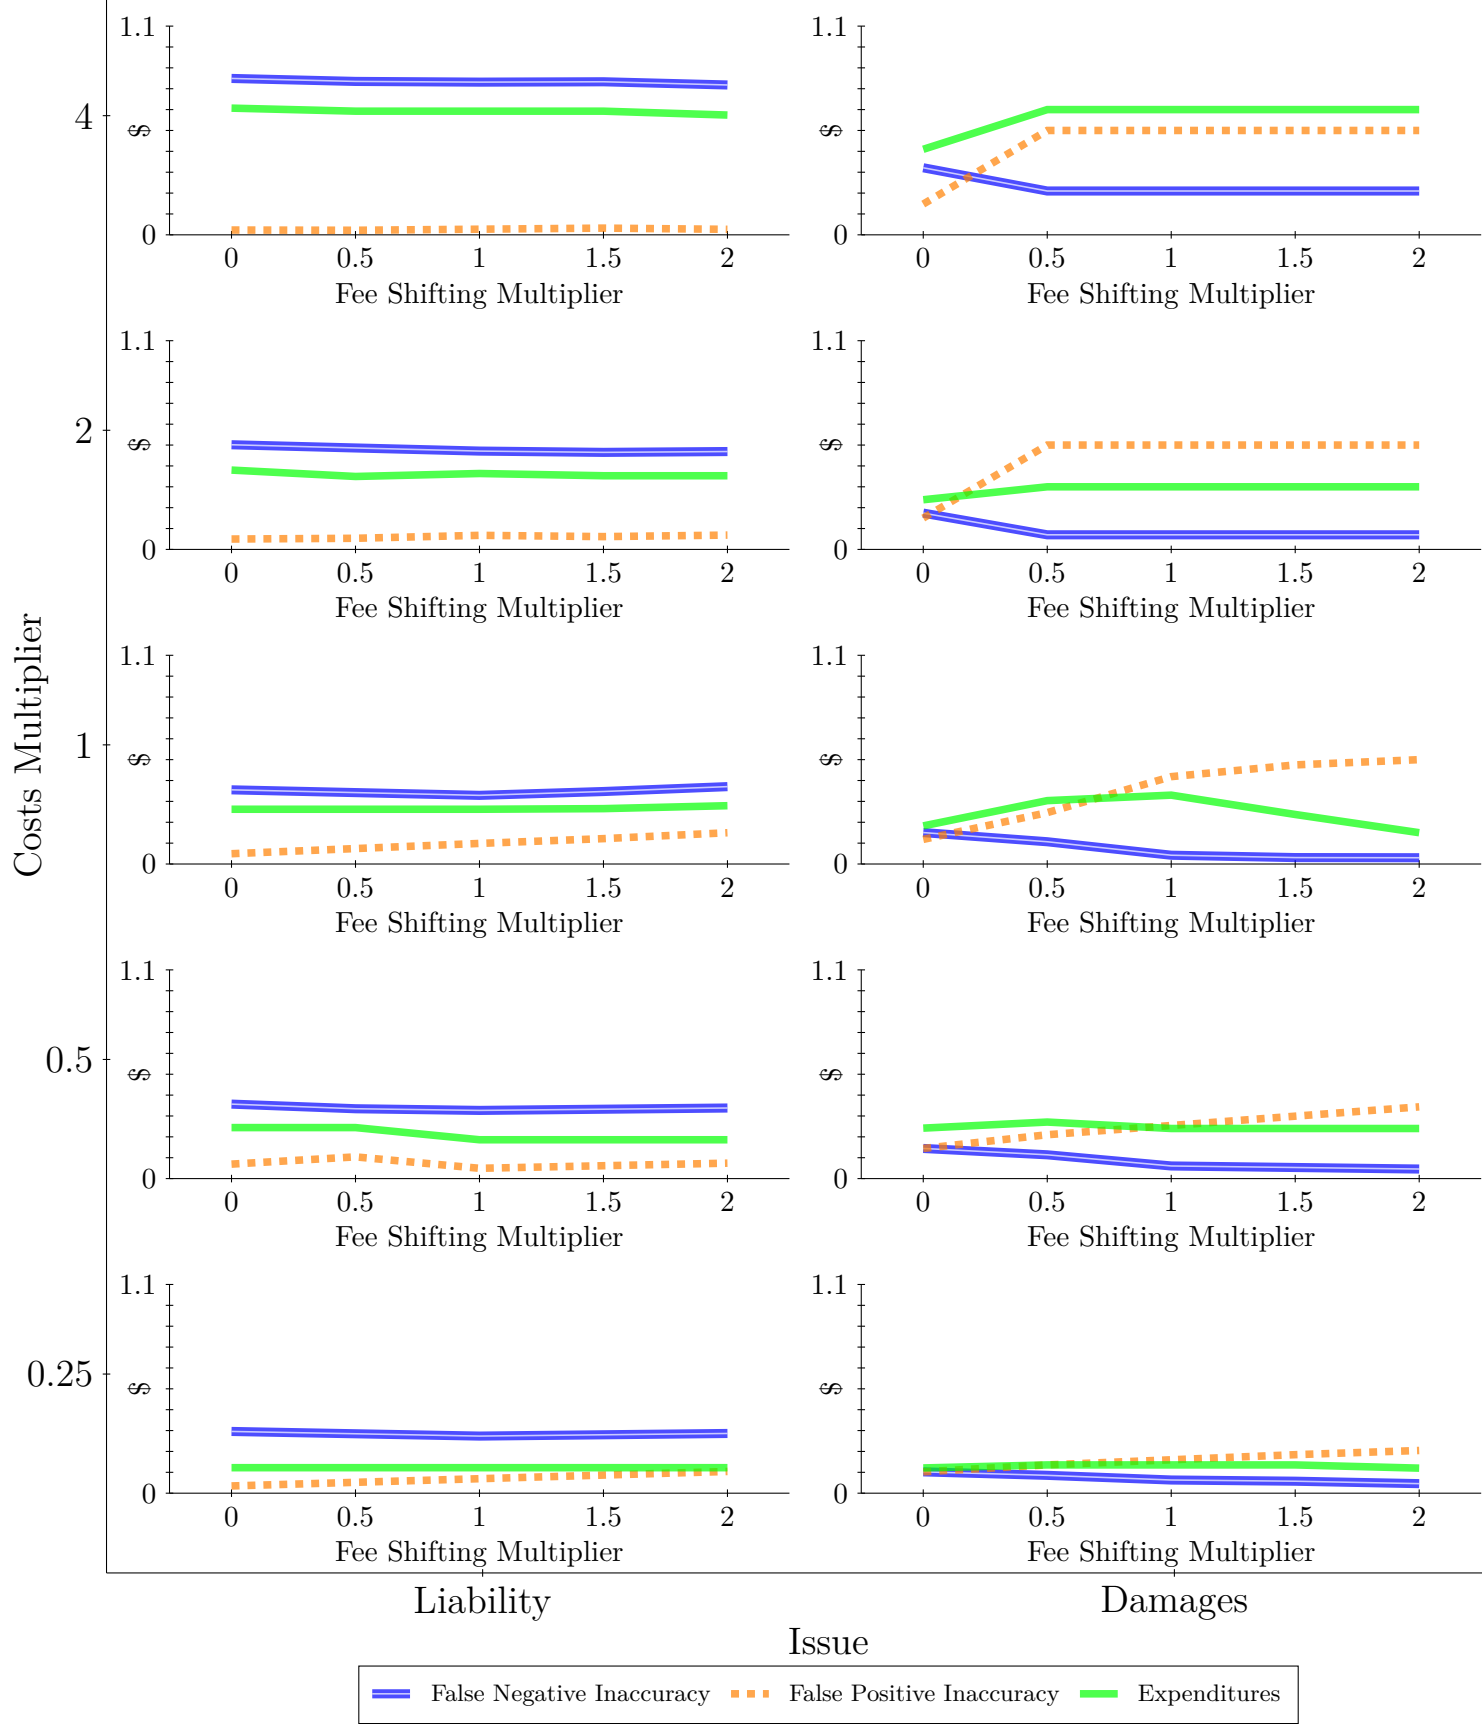 1.1
$
0
0 0.5 1 1.5 2
Fee Shifting Multiplier
1.1
$
0
0 0.5 1 1.5 2
Fee Shifting Multiplier
4
1.1
$
0
0 0.5 1 1.5 2
Fee Shifting Multiplier
1.1
$
0
0 0.5 1 1.5 2
Fee Shifting Multiplier
2
Costs Multiplier
1.1
$
0
0 0.5 1 1.5 2
Fee Shifting Multiplier
1.1
$
0
0 0.5 1 1.5 2
Fee Shifting Multiplier
1
1.1
$
0
0 0.5 1 1.5 2
Fee Shifting Multiplier
1.1
$
0
0 0.5 1 1.5 2
Fee Shifting Multiplier
0.5
1.1
$
0
0 0.5 1 1.5 2
Fee Shifting Multiplier
1.1
$
0
0 0.5 1 1.5 2
Fee Shifting Multiplier
0.25
Liability Damages
Issue
False Negative Inaccuracy False Positive Inaccuracy Expenditures